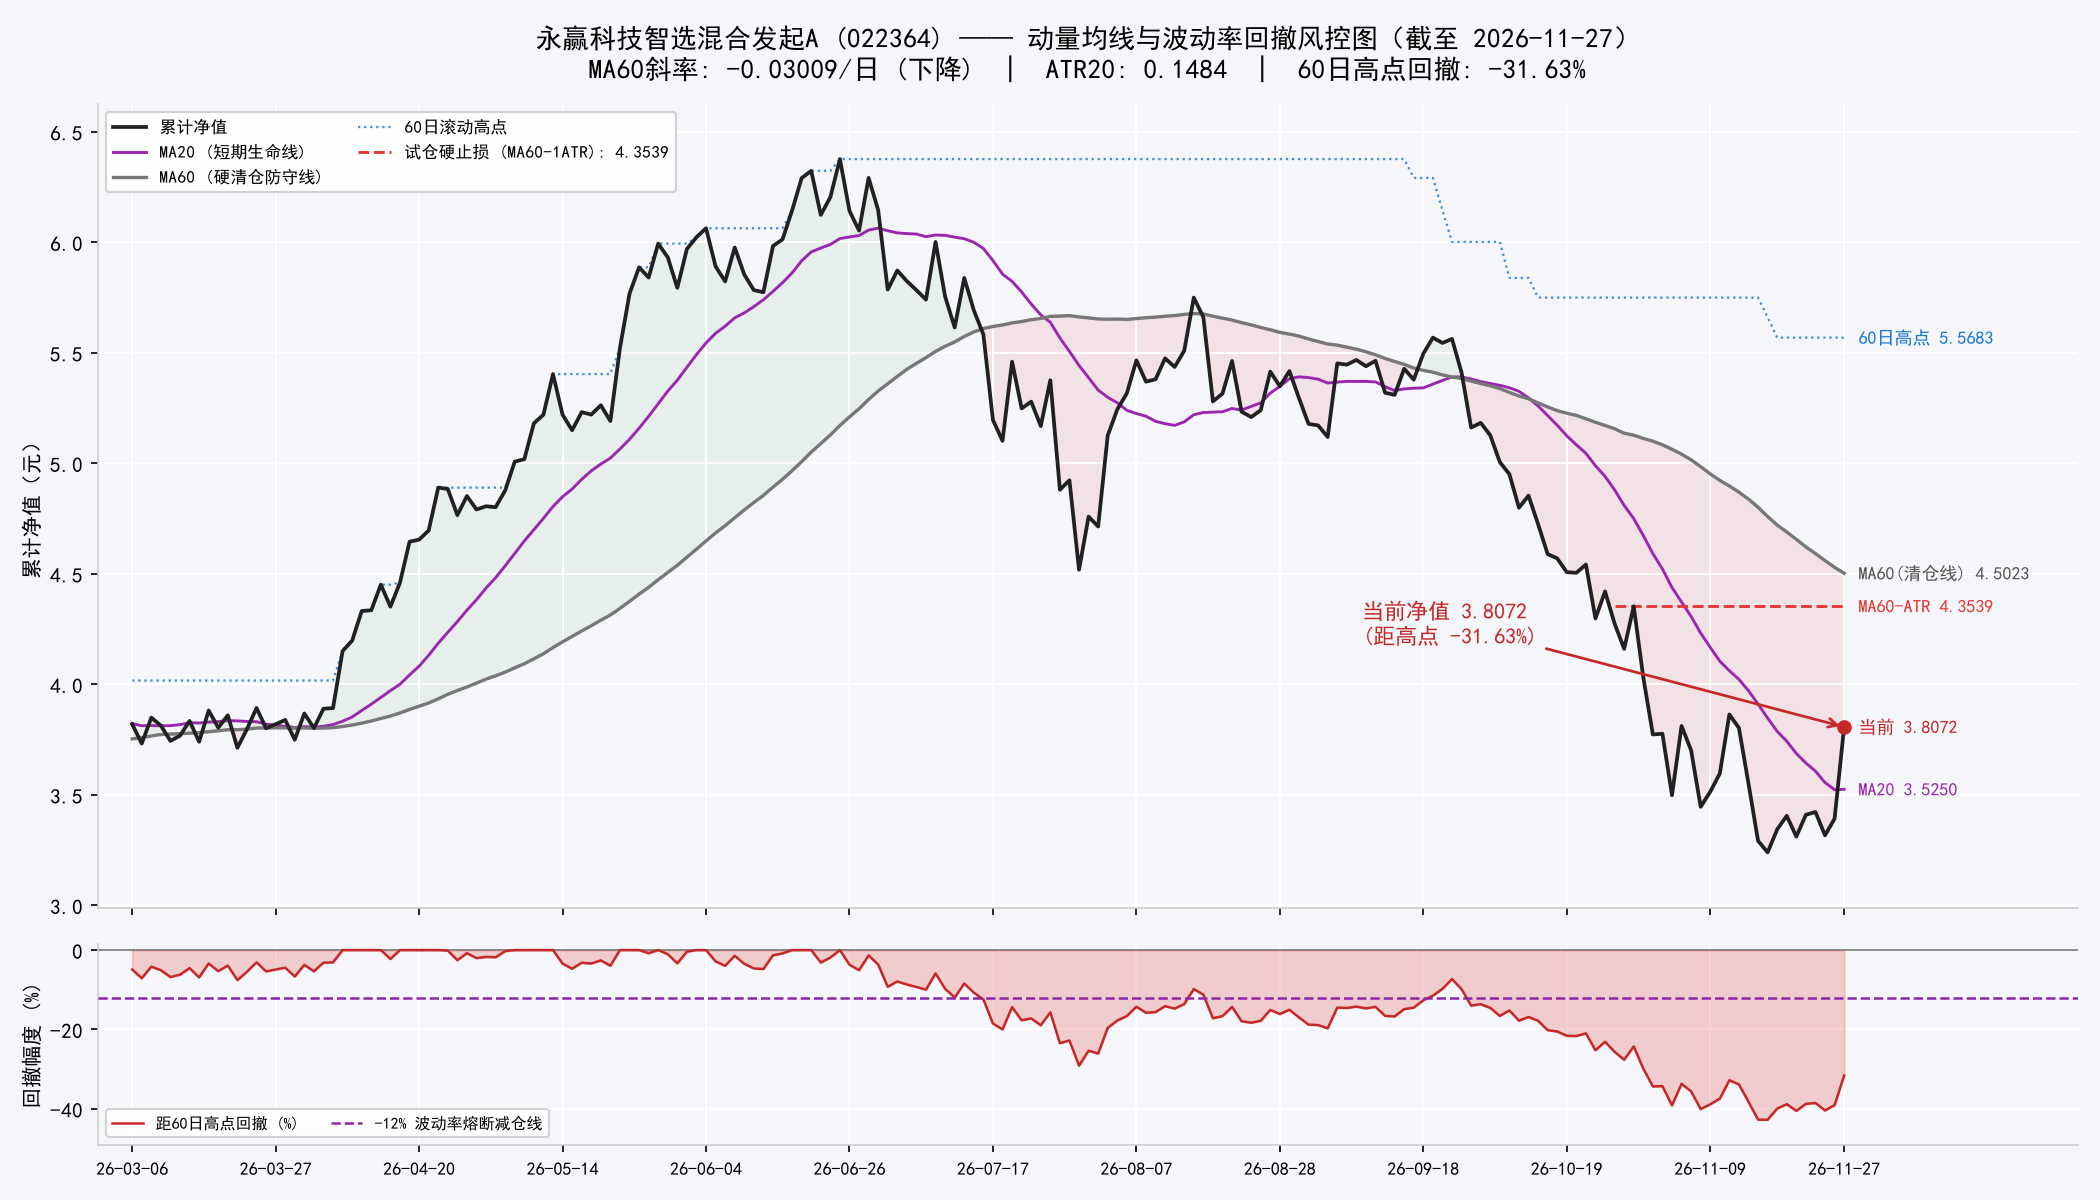 永赢科技智选混合发起A (022364) —— 动量均线与波动率回撤风控图 (截至 2026-11-27)
MA60斜率: -0.03009/日 (下降) | ATR20: 0.1484 | 60日高点回撤: -31.63%
累计净值
MA20 (短期生命线)
MA60 (硬清仓防守线)
60日滚动高点
试仓硬止损 (MA60-1ATR): 4.3539
累计净值 (元)
6.5
6.0
5.5
5.0
4.5
4.0
3.5
3.0
60日高点 5.5683
MA60(清仓线) 4.5023
MA60-ATR 4.3539
当前净值 3.8072
(距高点 -31.63%)
当前 3.8072
MA20 3.5250
回撤幅度 (%)
0
-20
-40
距60日高点回撤 (%)
-12% 波动率熔断减仓线
26-03-06
26-03-27
26-04-20
26-05-14
26-06-04
26-06-26
26-07-17
26-08-07
26-08-28
26-09-18
26-10-19
26-11-09
26-11-27